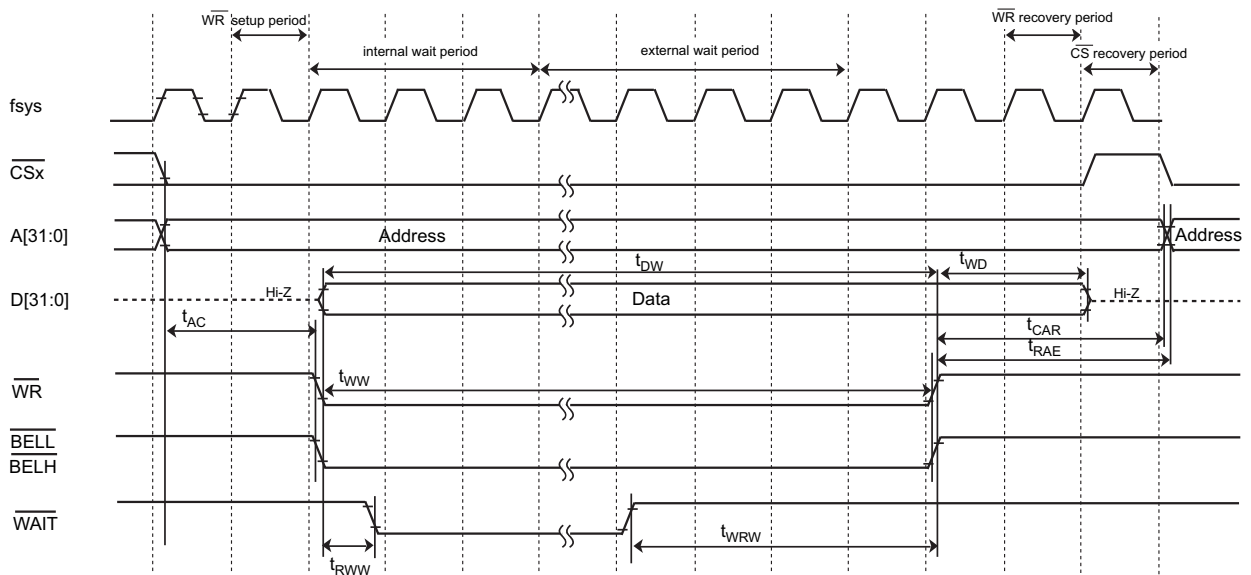 WR setup period
WR recovery period
internal wait period
external wait period
CS recovery period
fsys
CSx
A[31:0]
Address
Address
tDW
tWD
D[31:0]
Hi-Z
Data
Hi-Z
tAC
tCAR
tRAE
WR
tWW
BELL
BELH
WAIT
tRWW
tWRW